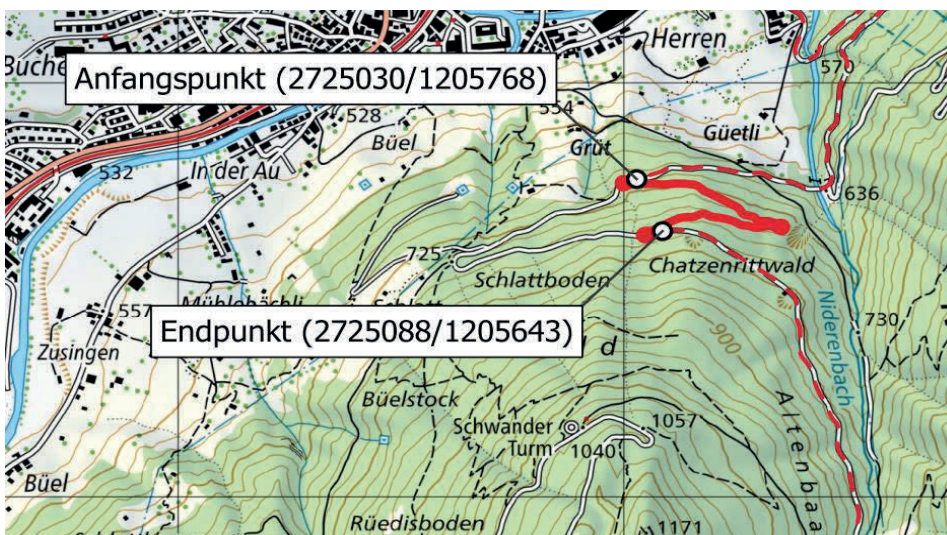 Herren
Buche
570
Anfangspunkt (2725030/1205768)
554
528
Büel
Güetli
Grüt
In der Au
532
636
725
Schlattboden
Chatzenrittwald
Mühlebächli
557
Endpunkt (2725088/1205643)
730
Niderenbach
Zusingen
d
900
Büelstock
Altenbaa
Schwander
Turm
1057
1040
Büel
Rüedisboden
1171